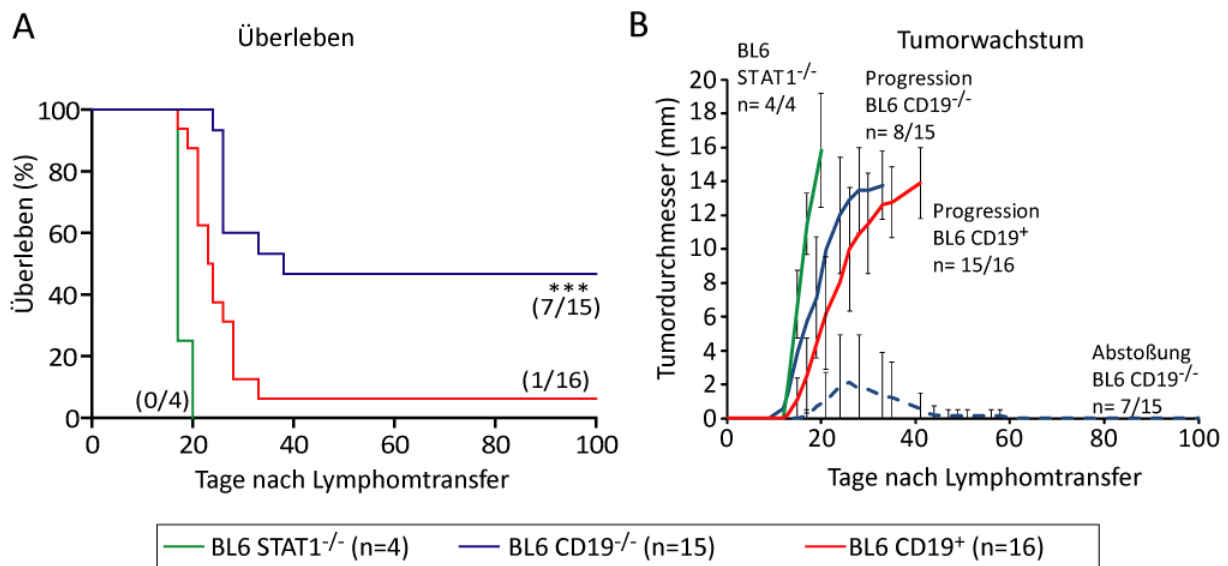 A
Überleben
Überleben (%)
100
80
60
40
20
0
***
(7/15)
(1/16)
(0/4)
0 20 40 60 80 100
Tage nach Lymphomtransfer
B
Tumorwachstum
BL6
STAT1-/-
n= 4/4
Progression
BL6 CD19-/-
n= 8/15
Progression
BL6 CD19+
n= 15/16
Abstoßung
BL6 CD19-/-
n= 7/15
Tumordurchmesser (mm)
20
18
16
14
12
10
8
6
4
2
0
0 20 40 60 80 100
Tage nach Lymphomtransfer
BL6 STAT1-/- (n=4) BL6 CD19-/- (n=15) BL6 CD19+ (n=16)